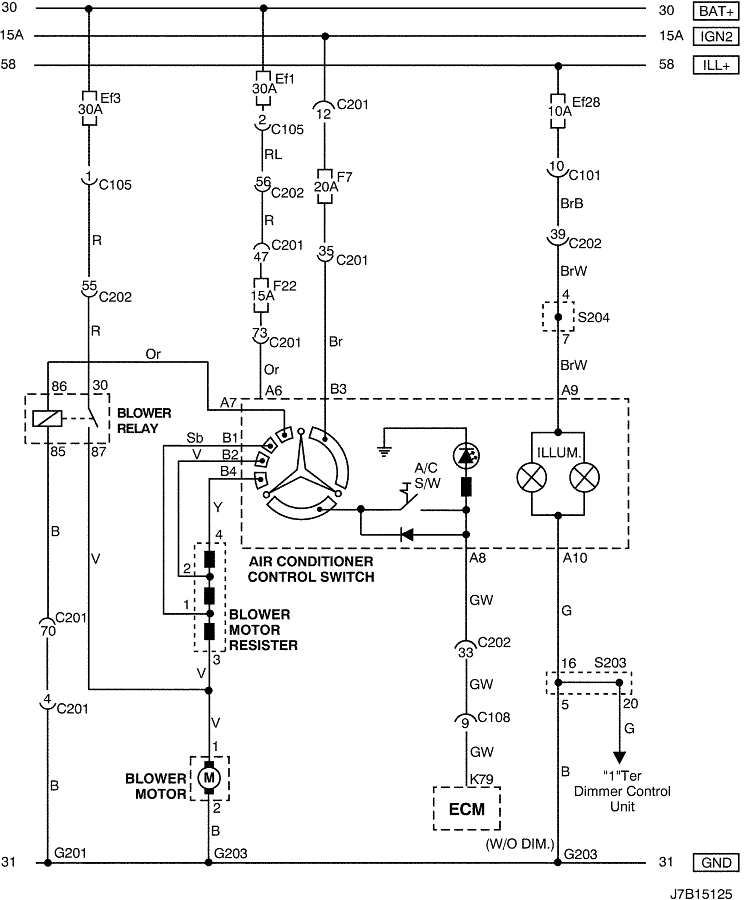 30 30 BAT+
15A 15A IGN2
58 58 ILL+
Ef3 30A
Ef1 30A
Ef28 10A
2 C105
12 C201
RL
1 C105
56 C202
F7 20A
10 C101
BrB
R
R
C201 47
35 C201
39 C202
BrW
55 C202
F22 15A
4 S204 7
R
73 C201
Br
BrW
Or
Or
86 30
A6 B3 A9
A7
BLOWER
RELAY
85 87
Sb B1
V B2
B4
A/C
S/W
ILLUM.
Y
B
V
4
2
1
3
AIR CONDITIONER
CONTROL SWITCH
A8 A10
BLOWER
MOTOR
RESISTER
GW
G
C201 70
C202 33
GW
16 S203
5 20
V
4 C201
C108 9
V
G
GW
1
BLOWER
MOTOR
M
2
K79
ECM
"1"Ter
Dimmer Control
Unit
B
B
B
(W/O DIM.)
31 G201 G203 G203 31 GND
J7B15125